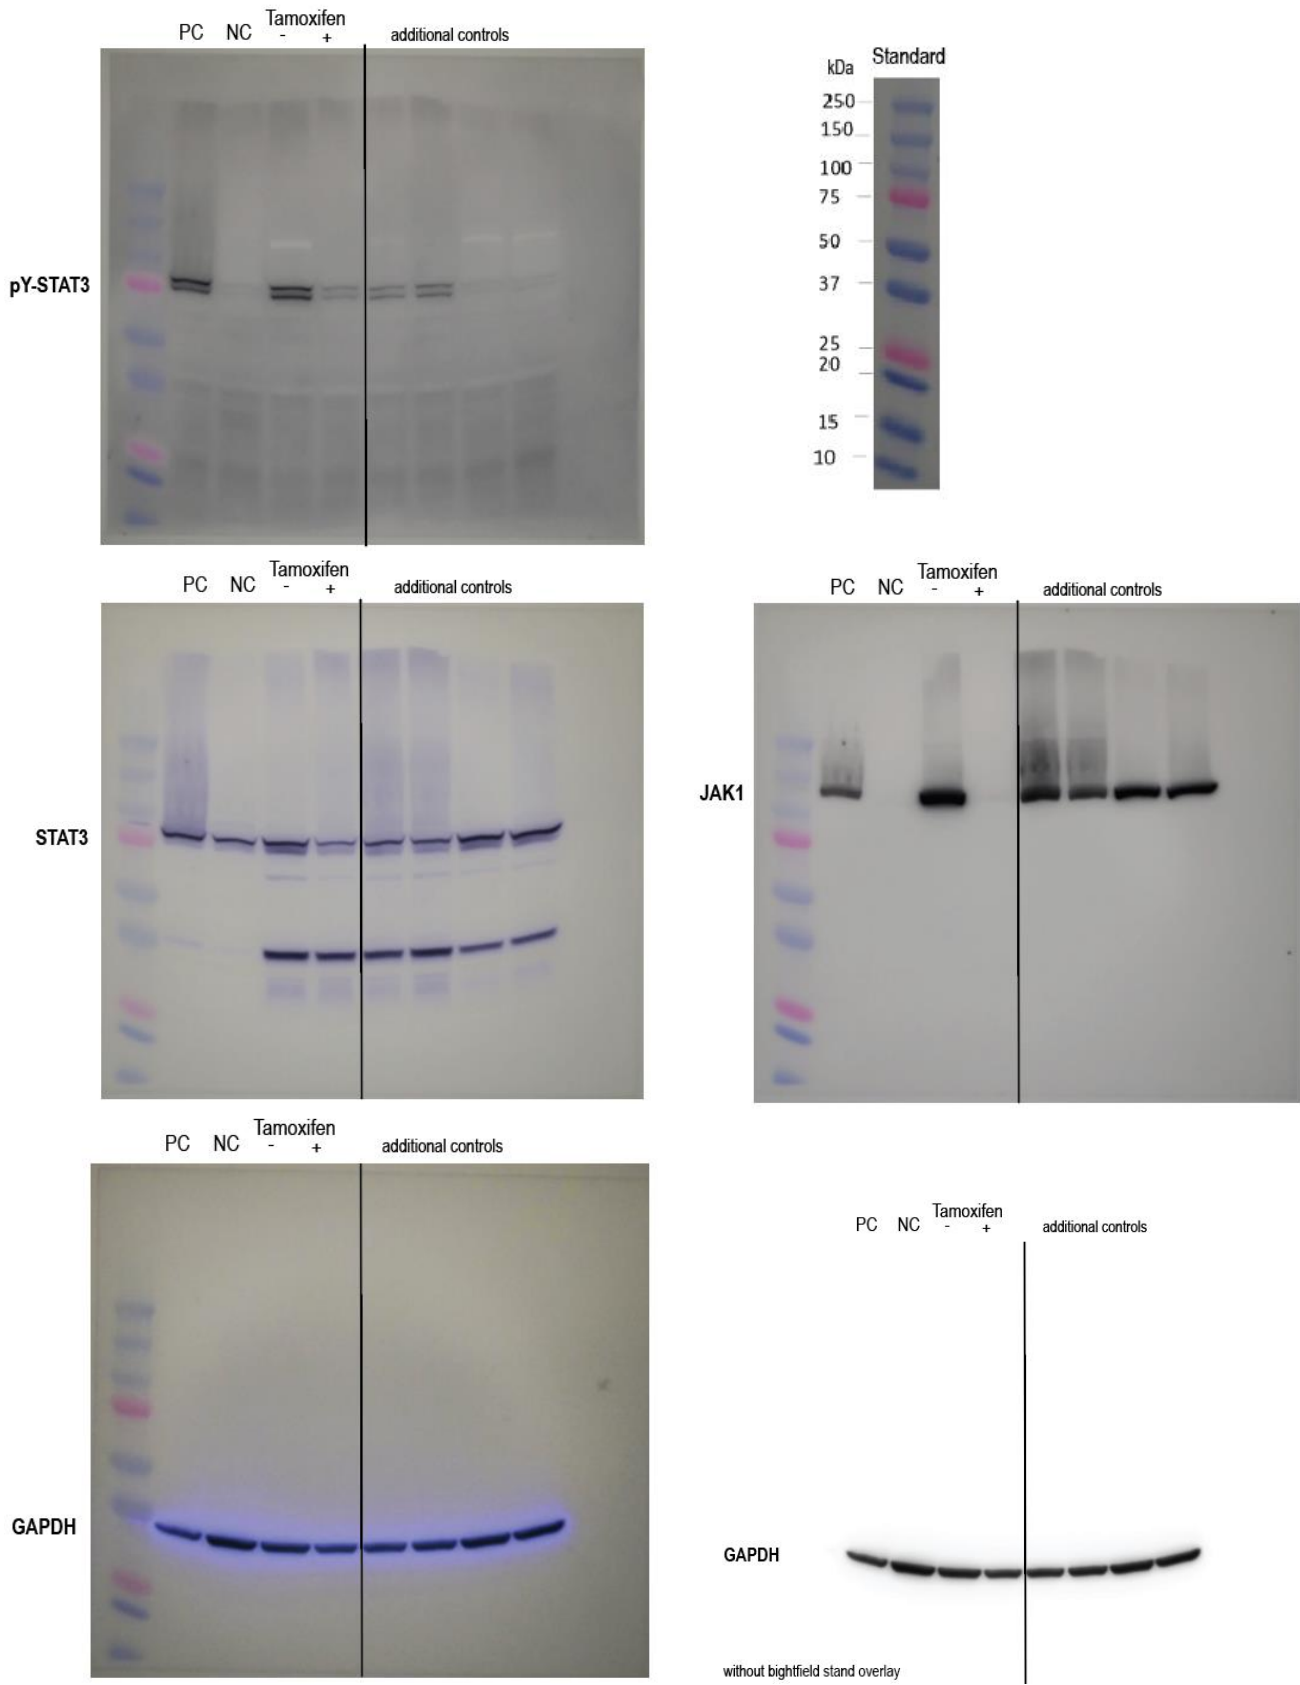 Tamoxifen
PC NC - + additional controls
pY-STAT3
kDa Standard
250
150
100
75
50
37
25
20
15
10
Tamoxifen
PC NC - + additional controls
STAT3
Tamoxifen
PC NC - + additional controls
JAK1
Tamoxifen
PC NC - + additional controls
GAPDH
Tamoxifen
PC NC - + additional controls
GAPDH
without bightfield stand overlay